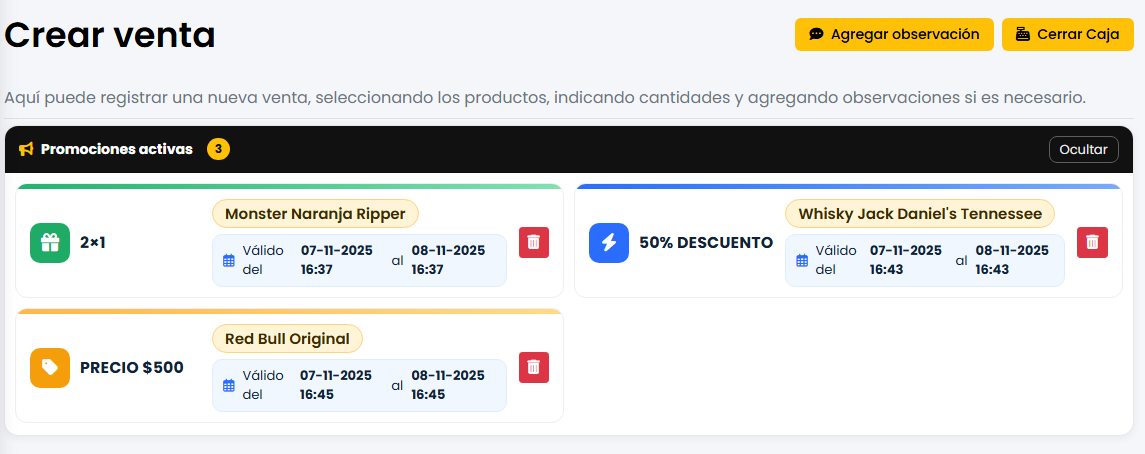 Crear venta
Agregar observación
Cerrar Caja
Aquí puede registrar una nueva venta, seleccionando los productos, indicando cantidades y agregando observaciones si es necesario.
Promociones activas 3
Ocultar
2×1
Monster Naranja Ripper
Válido del 07-11-2025 16:37 al 08-11-2025 16:37
50% DESCUENTO
Whisky Jack Daniel's Tennessee
Válido del 07-11-2025 16:43 al 08-11-2025 16:43
PRECIO $500
Red Bull Original
Válido del 07-11-2025 16:45 al 08-11-2025 16:45